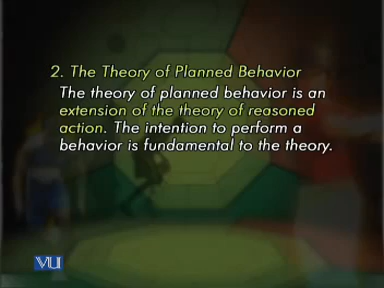 2. The Theory of Planned Behavior
The theory of planned behavior is an
extension of the theory of reasoned
action. The intention to perform a
behavior is fundamental to the theory.
VU